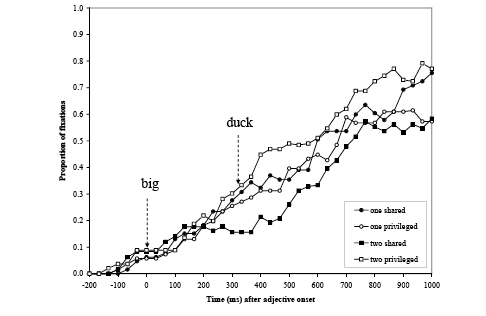 1.0
0.9
0.8
0.7
0.6
0.5
0.4
0.3
0.2
0.1
0.0
Proportion of fixations
duck
big
one shared
one privileged
two shared
two privileged
-200 -100 0 100 200 300 400 500 600 700 800 900 1000
Time (ms) after adjective onset